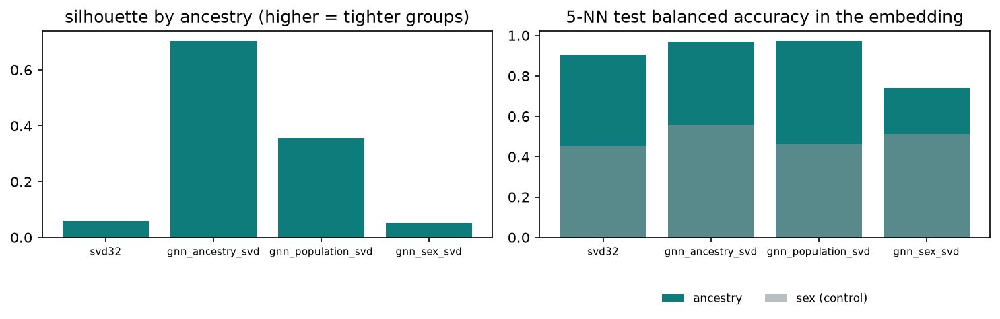 silhouette by ancestry (higher = tighter groups)
0.6
0.4
0.2
0.0
svd32 gnn_ancestry_svd gnn_population_svd gnn_sex_svd
5-NN test balanced accuracy in the embedding
1.0
0.8
0.6
0.4
0.2
0.0
svd32 gnn_ancestry_svd gnn_population_svd gnn_sex_svd
ancestry sex (control)